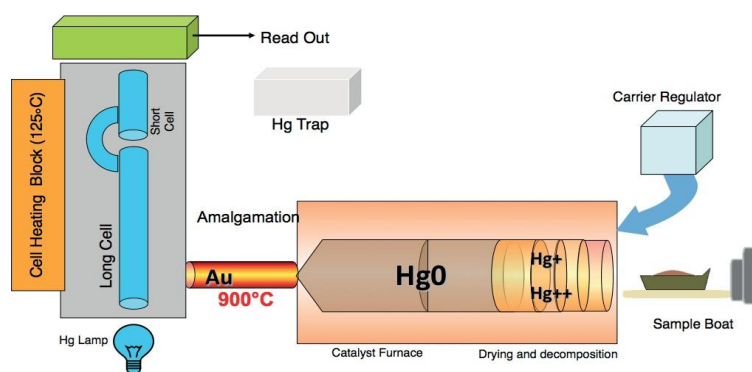 Read Out
Carrier Regulator
Hg Trap
Cell Heating Block (125°C)
Short
Cell
Long Cell
Amalgamation
Au
900°C
Hg0
Hg+
Hg++
Sample Boat
Hg Lamp
Catalyst Furnace
Drying and decomposition